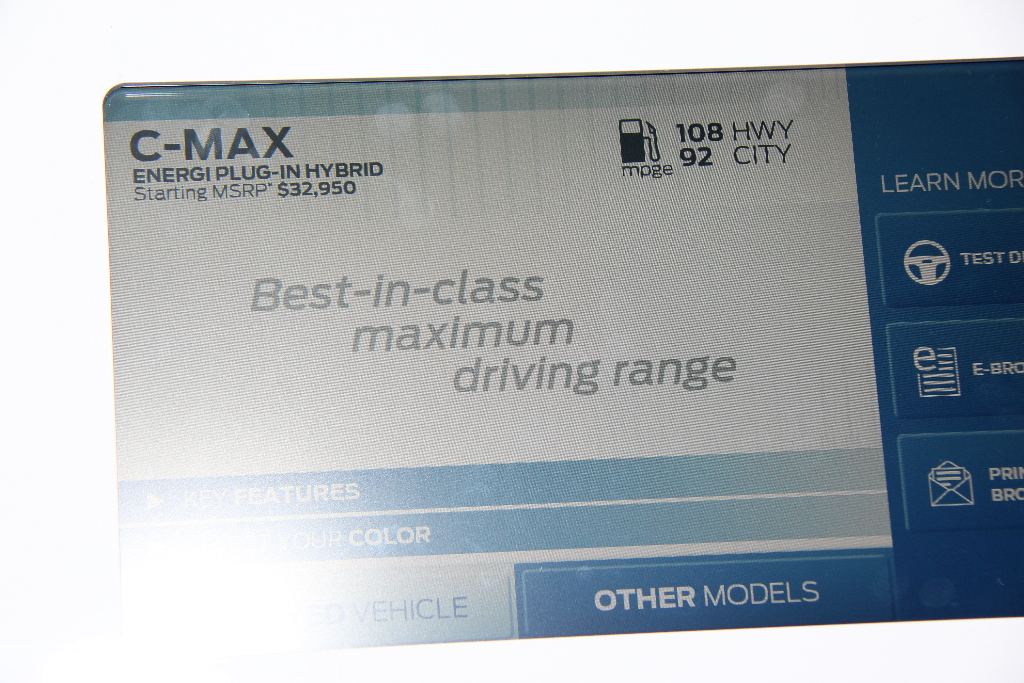 C-MAX
ENERGI PLUG-IN HYBRID
Starting MSRP* $32,950
108 HWY
92 CITY
mpge
Best-in-class
maximum
driving range
KEY FEATURES
YOUR COLOR
VEHICLE
OTHER MODELS
LEARN MOR
TEST D
E-BRO
PRIN
BRO